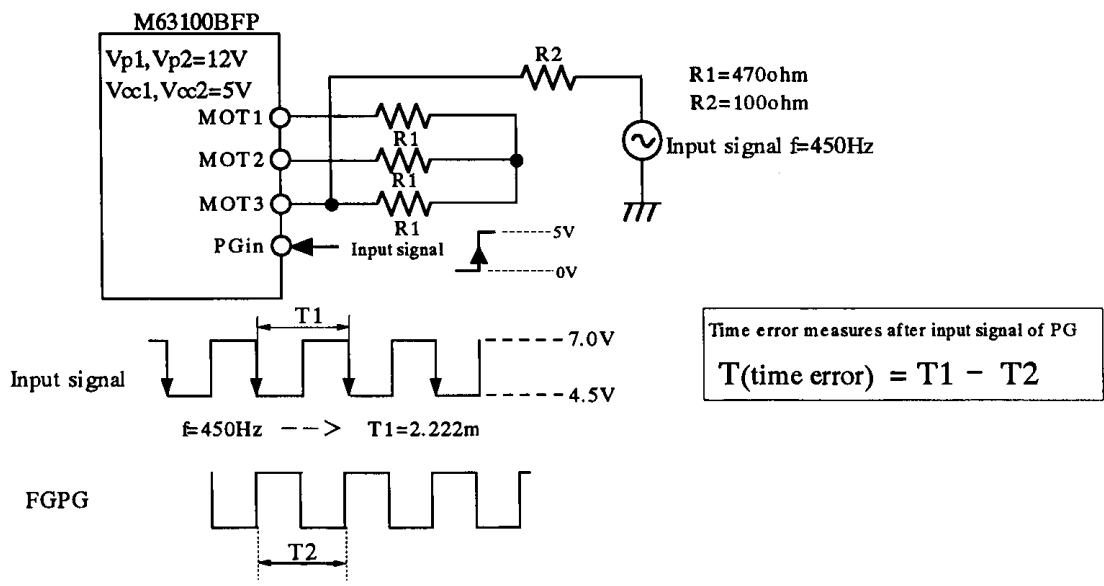 M63100BFP
Vp1,Vp2=12V
Vcc1,Vcc2=5V
MOT1
MOT2
MOT3
PGin
R1
R1
R1
R2
R1=470ohm
R2=100ohm
Input signal f=450Hz
Input signal
5V
0V
T1
Input signal
7.0V
4.5V
f=450Hz --> T1=2.222m
FGPG
T2
Time error measures after input signal of PG
T(time error) = T1 - T2